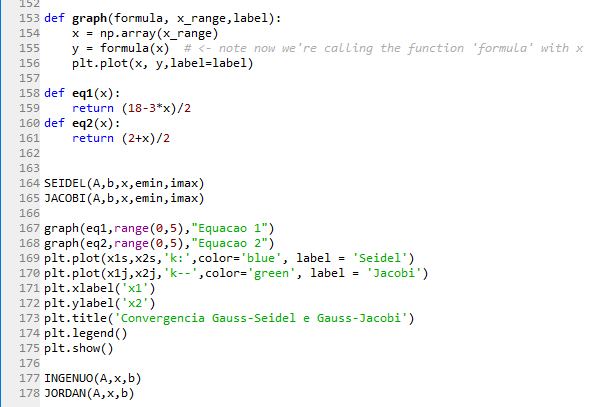 152
153 def graph(formula, x_range,label):
154     x = np.array(x_range)
155     y = formula(x)  # <- note now we're calling the function 'formula' with x
156     plt.plot(x, y,label=label)
157
158 def eq1(x):
159     return (18-3*x)/2
160 def eq2(x):
161     return (2+x)/2
162
163
164 SEIDEL(A,b,x,emin,imax)
165 JACOBI(A,b,x,emin,imax)
166
167 graph(eq1,range(0,5),"Equacao 1")
168 graph(eq2,range(0,5),"Equacao 2")
169 plt.plot(x1s,x2s,'k:',color='blue', label = 'Seidel')
170 plt.plot(x1j,x2j,'k--',color='green', label = 'Jacobi')
171 plt.xlabel('x1')
172 plt.ylabel('x2')
173 plt.title('Convergencia Gauss-Seidel e Gauss-Jacobi')
174 plt.legend()
175 plt.show()
176
177 INGENUO(A,x,b)
178 JORDAN(A,x,b)